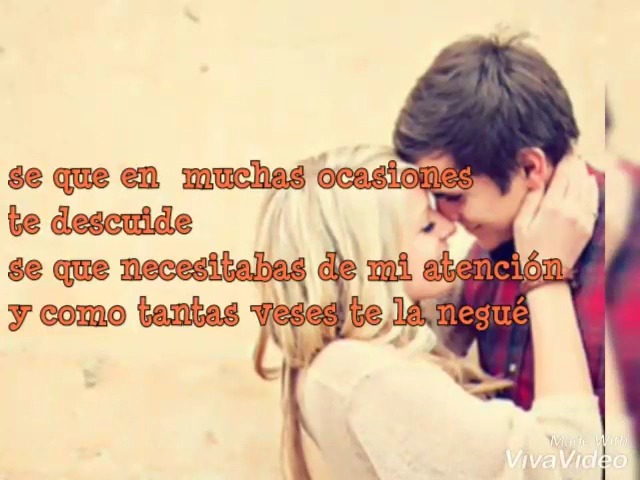 se que en muchas ocasiones
te descuide
se que necesitabas de mi atención
y como tantas veses te la negué
Made With
VivaVideo